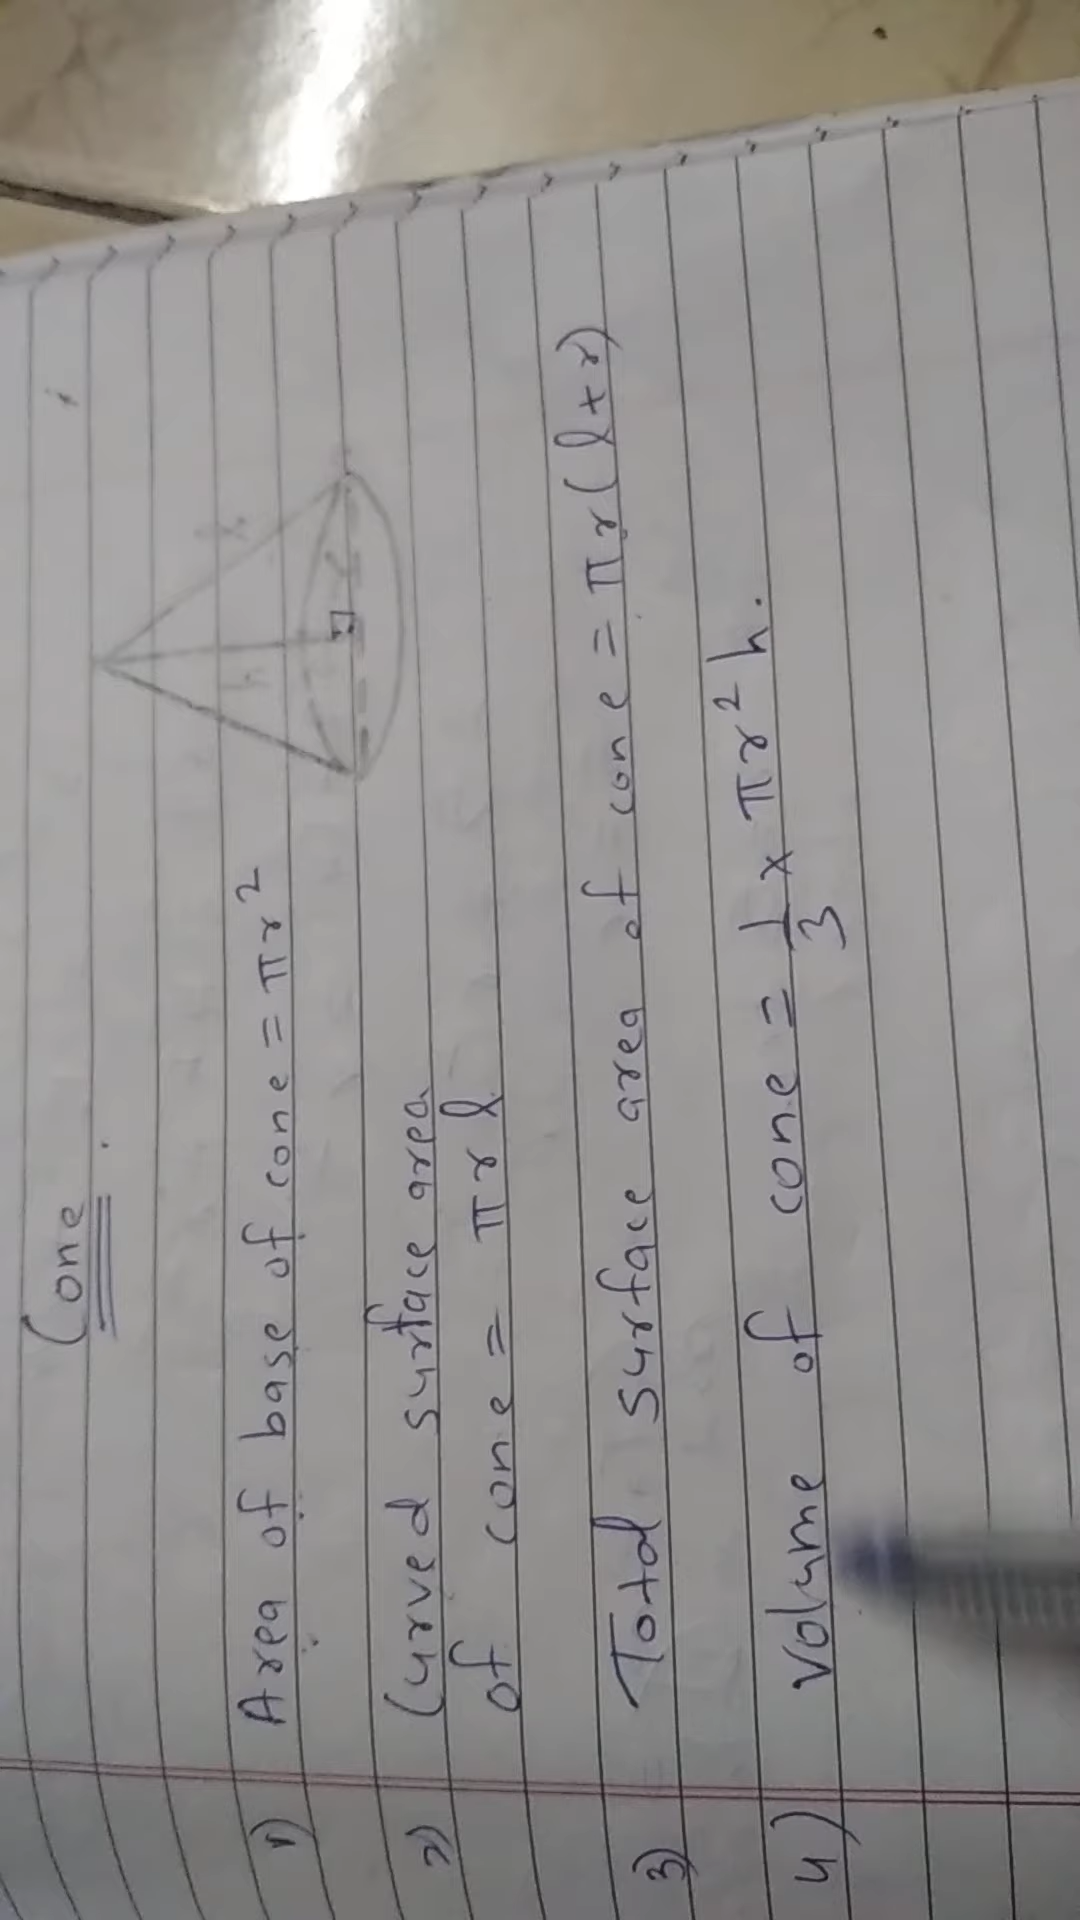 Cone
l
h
r
1) Area of base of cone = πr²
2) Curved surface area
of cone = πrl
3) Total surface area of cone = πr(l+r)
4) Volume of cone = 1/3 × πr²h.